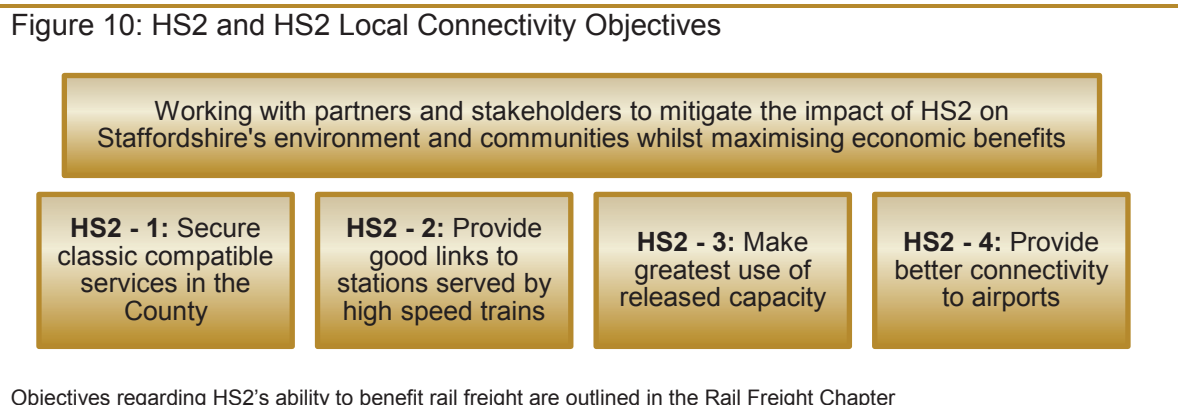 Figure 10: HS2 and HS2 Local Connectivity Objectives
Working with partners and stakeholders to mitigate the impact of HS2 on
Staffordshire's environment and communities whilst maximising economic benefits
HS2 - 1: Secure
classic compatible
services in the
County
HS2 - 2: Provide
good links to
stations served by
high speed trains
HS2 - 3: Make
greatest use of
released capacity
HS2 - 4: Provide
better connectivity
to airports
Objectives regarding HS2’s ability to benefit rail freight are outlined in the Rail Freight Chapter